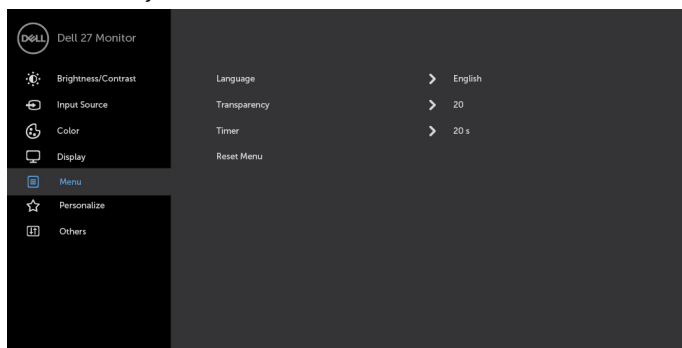 DELL Dell 27 Monitor
Brightness/Contrast
Input Source
Color
Display
Menu
Personalize
Others
Language English
Transparency 20
Timer 20 s
Reset Menu